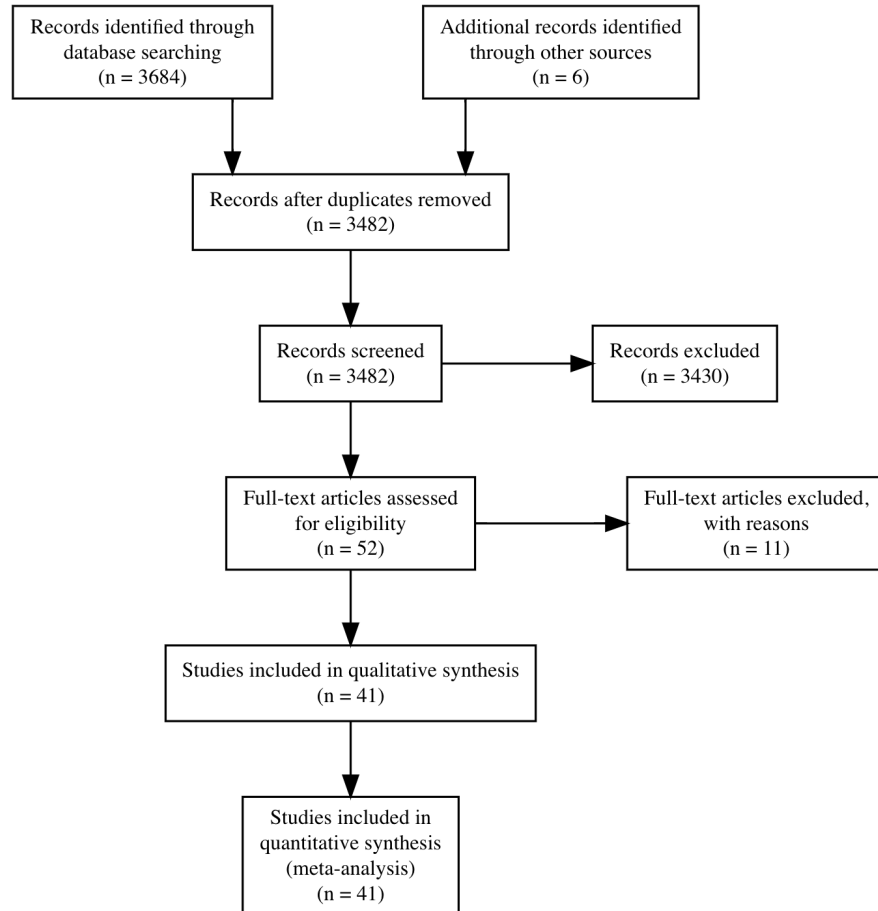 Records identified through
database searching
(n = 3684)
Additional records identified
through other sources
(n = 6)
Records after duplicates removed
(n = 3482)
Records screened
(n = 3482)
Records excluded
(n = 3430)
Full-text articles assessed
for eligibility
(n = 52)
Full-text articles excluded,
with reasons
(n = 11)
Studies included in qualitative synthesis
(n = 41)
Studies included in
quantitative synthesis
(meta-analysis)
(n = 41)